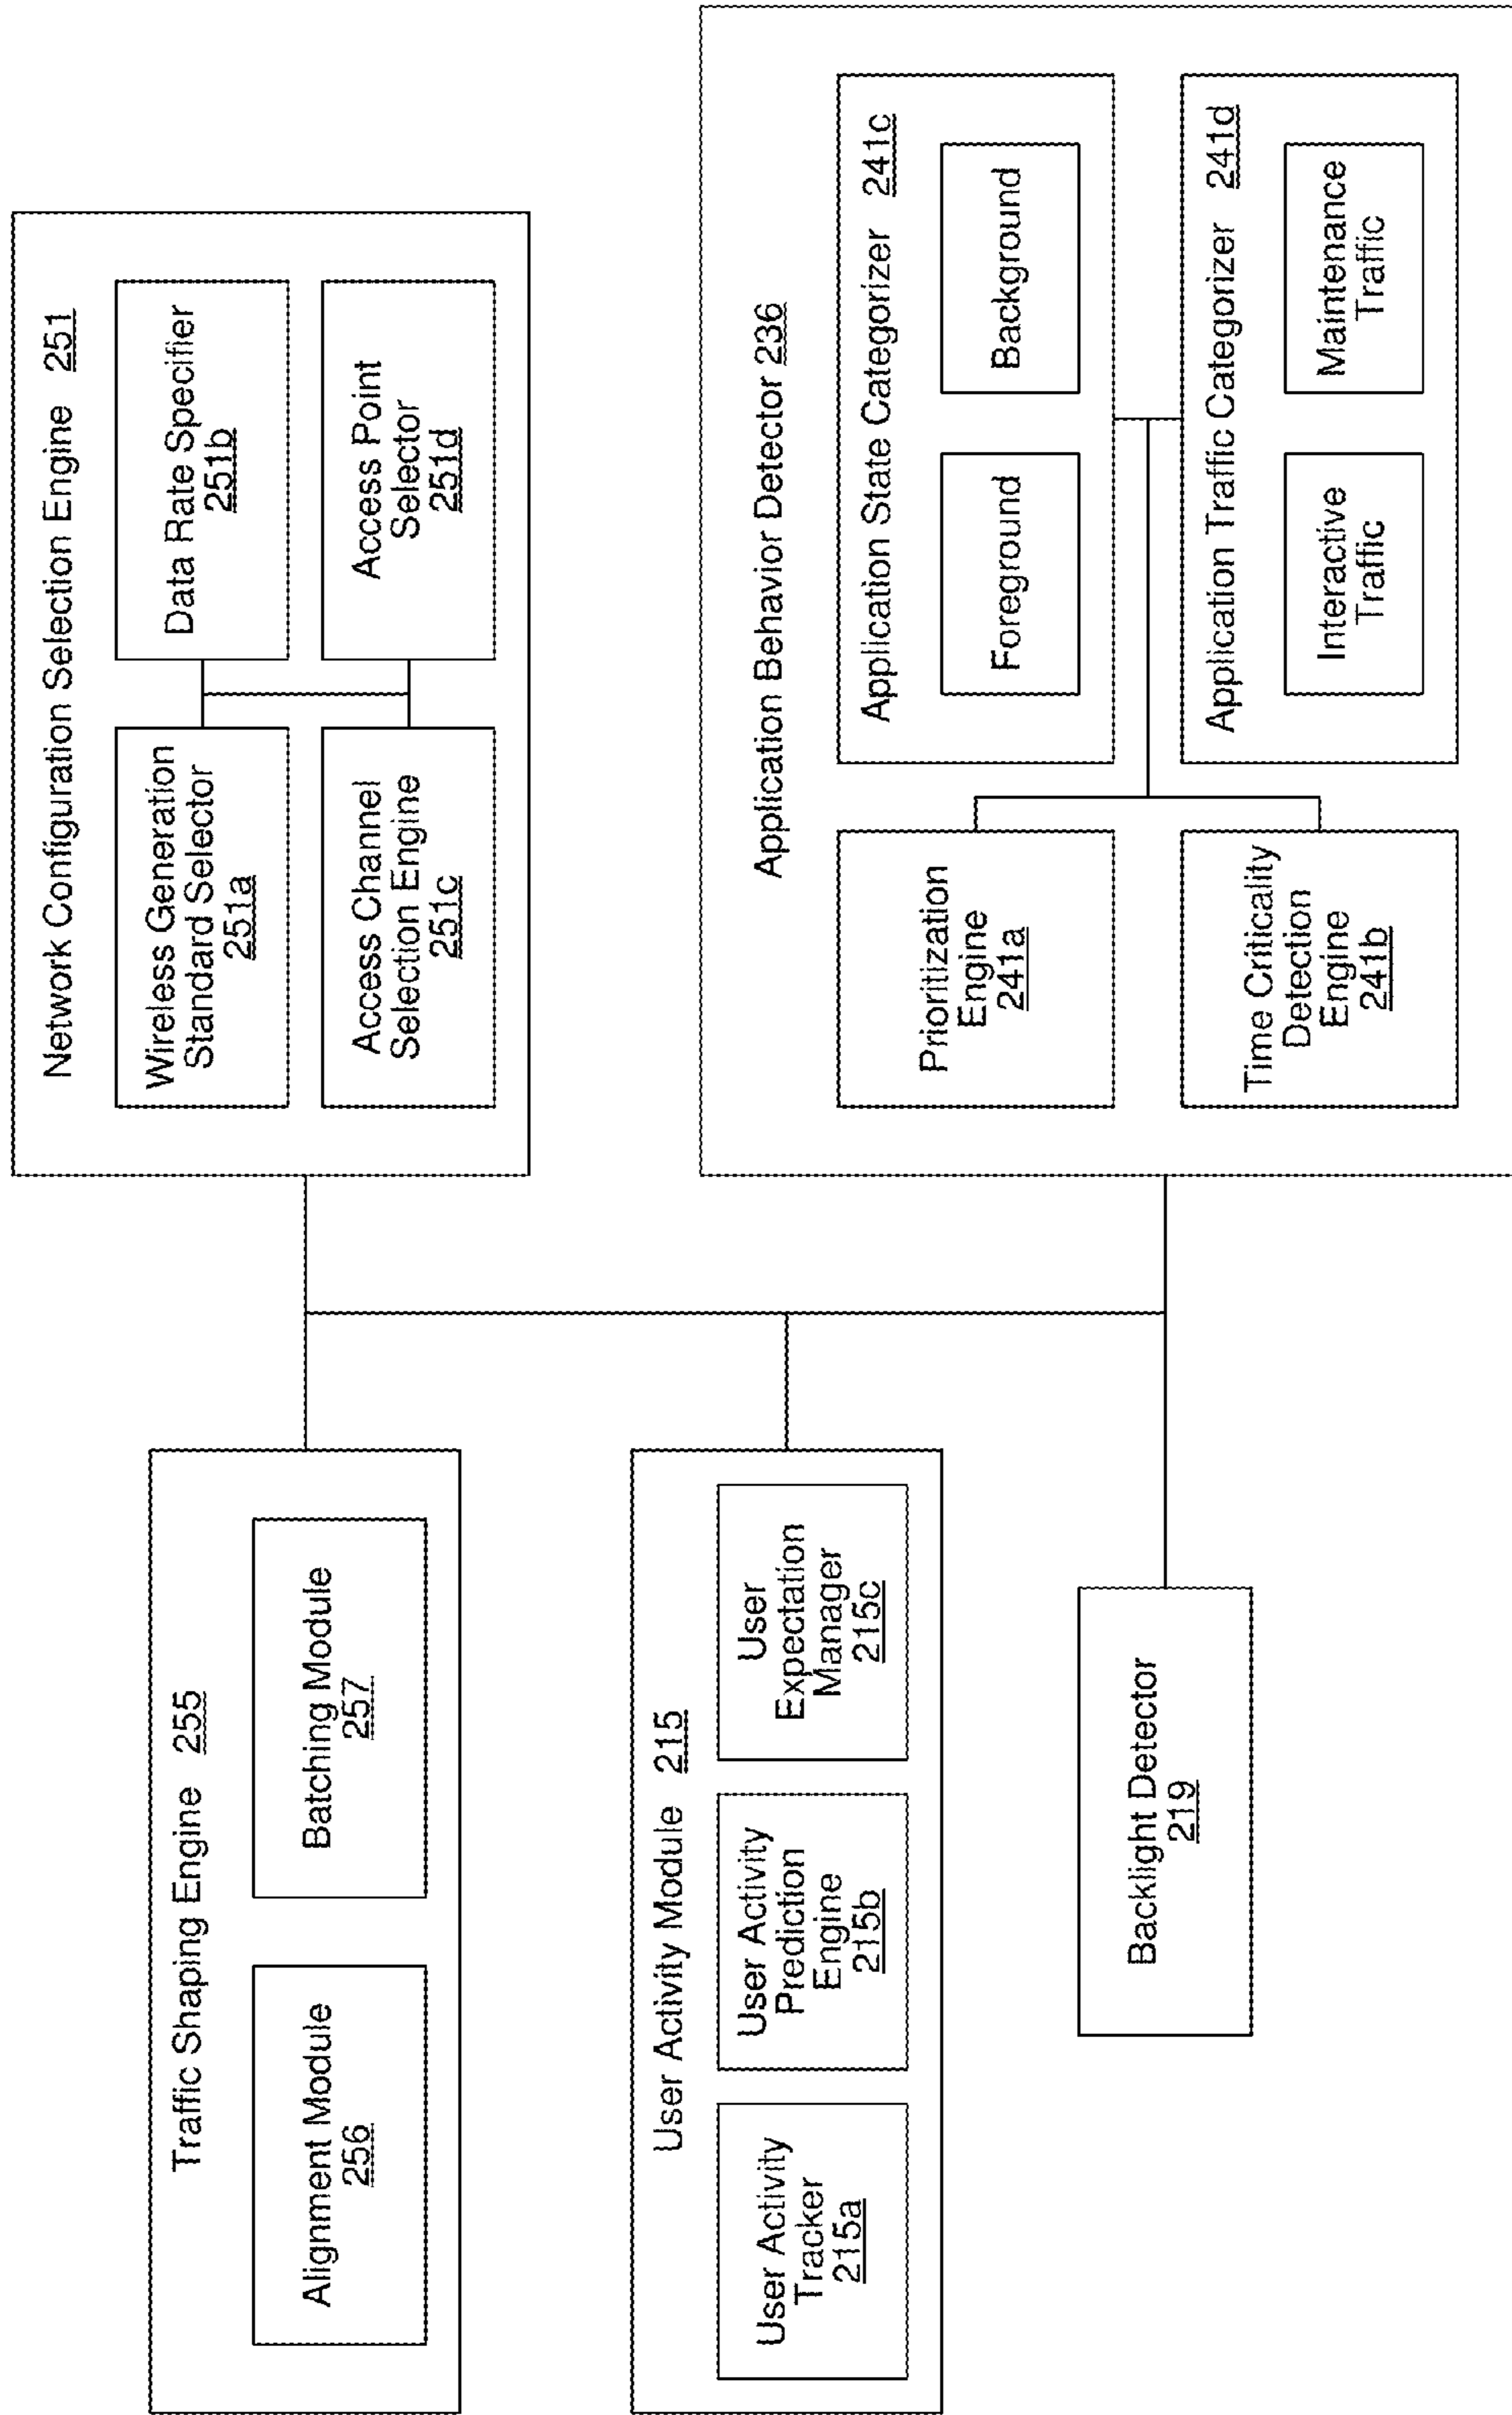 Traffic Shaping Engine 255
Alignment Module
256
Batching Module
257
Network Configuration Selection Engine 251
Wireless Generation
Standard Selector
251a
Data Rate Specifier
251b
Access Channel
Selection Engine
251c
Access Point
Selector
251d
User Activity Module 215
User Activity
Tracker
215a
User Activity
Prediction
Engine
215b
User
Expectation
Manager
215c
Backlight Detector
219
Application Behavior Detector 236
Prioritization
Engine
241a
Time Criticality
Detection
Engine
241b
Application State Categorizer 241c
Foreground
Background
Application Traffic Categorizer 241d
Interactive
Traffic
Maintenance
Traffic